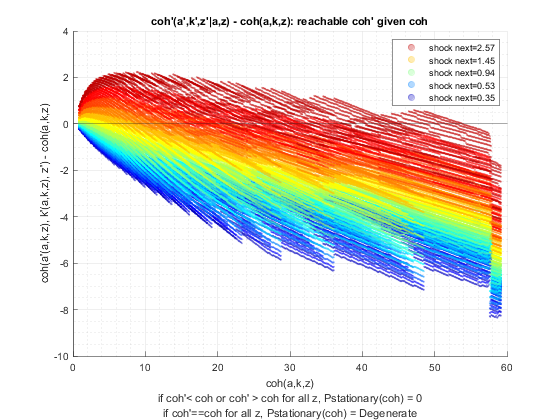 coh'(a',k',z'|a,z) - coh(a,k,z): reachable coh' given coh
4
2
0
-2
-4
-6
-8
-10
coh(a'(a,k,z), k'(a,k,z), z') - coh(a,k,z)
shock next=2.57
shock next=1.45
shock next=0.94
shock next=0.53
shock next=0.35
0 10 20 30 40 50 60
coh(a,k,z)
if coh'< coh or coh' > coh for all z, Pstationary(coh) = 0
if coh'==coh for all z, Pstationary(coh) = Degenerate